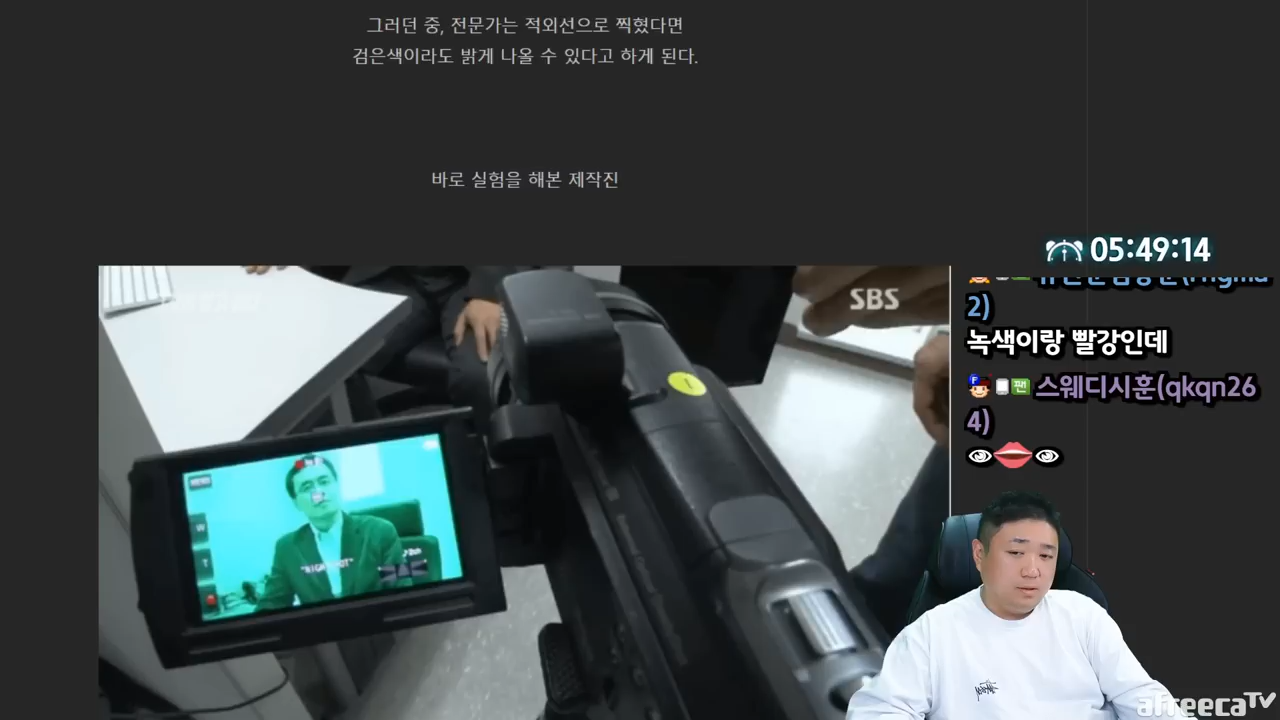 그러던 중, 전문가는 적외선으로 찍혔다면
검은색이라도 밝게 나올 수 있다고 하게 된다.
바로 실험을 해본 제작진
05:49:14
SBS
2)
녹색이랑 빨강인데
스웨디시훈(qkqn26
4)
"NIGHTSHOT"
afreecaTV